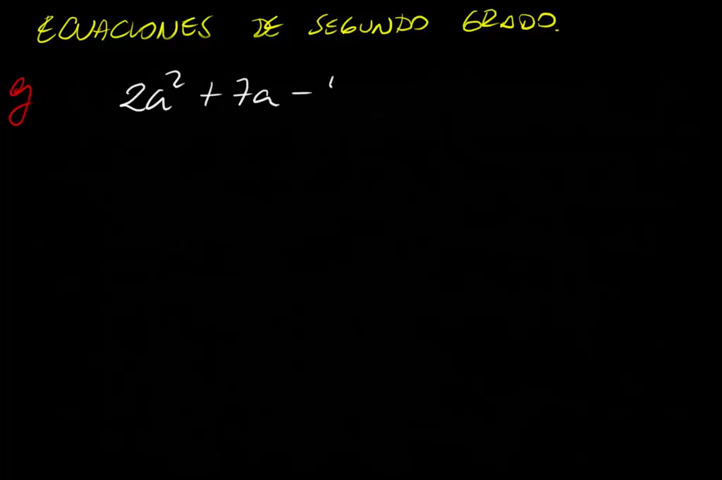 ECUACIONES DE SEGUNDO GRADO.
2a² + 7a -